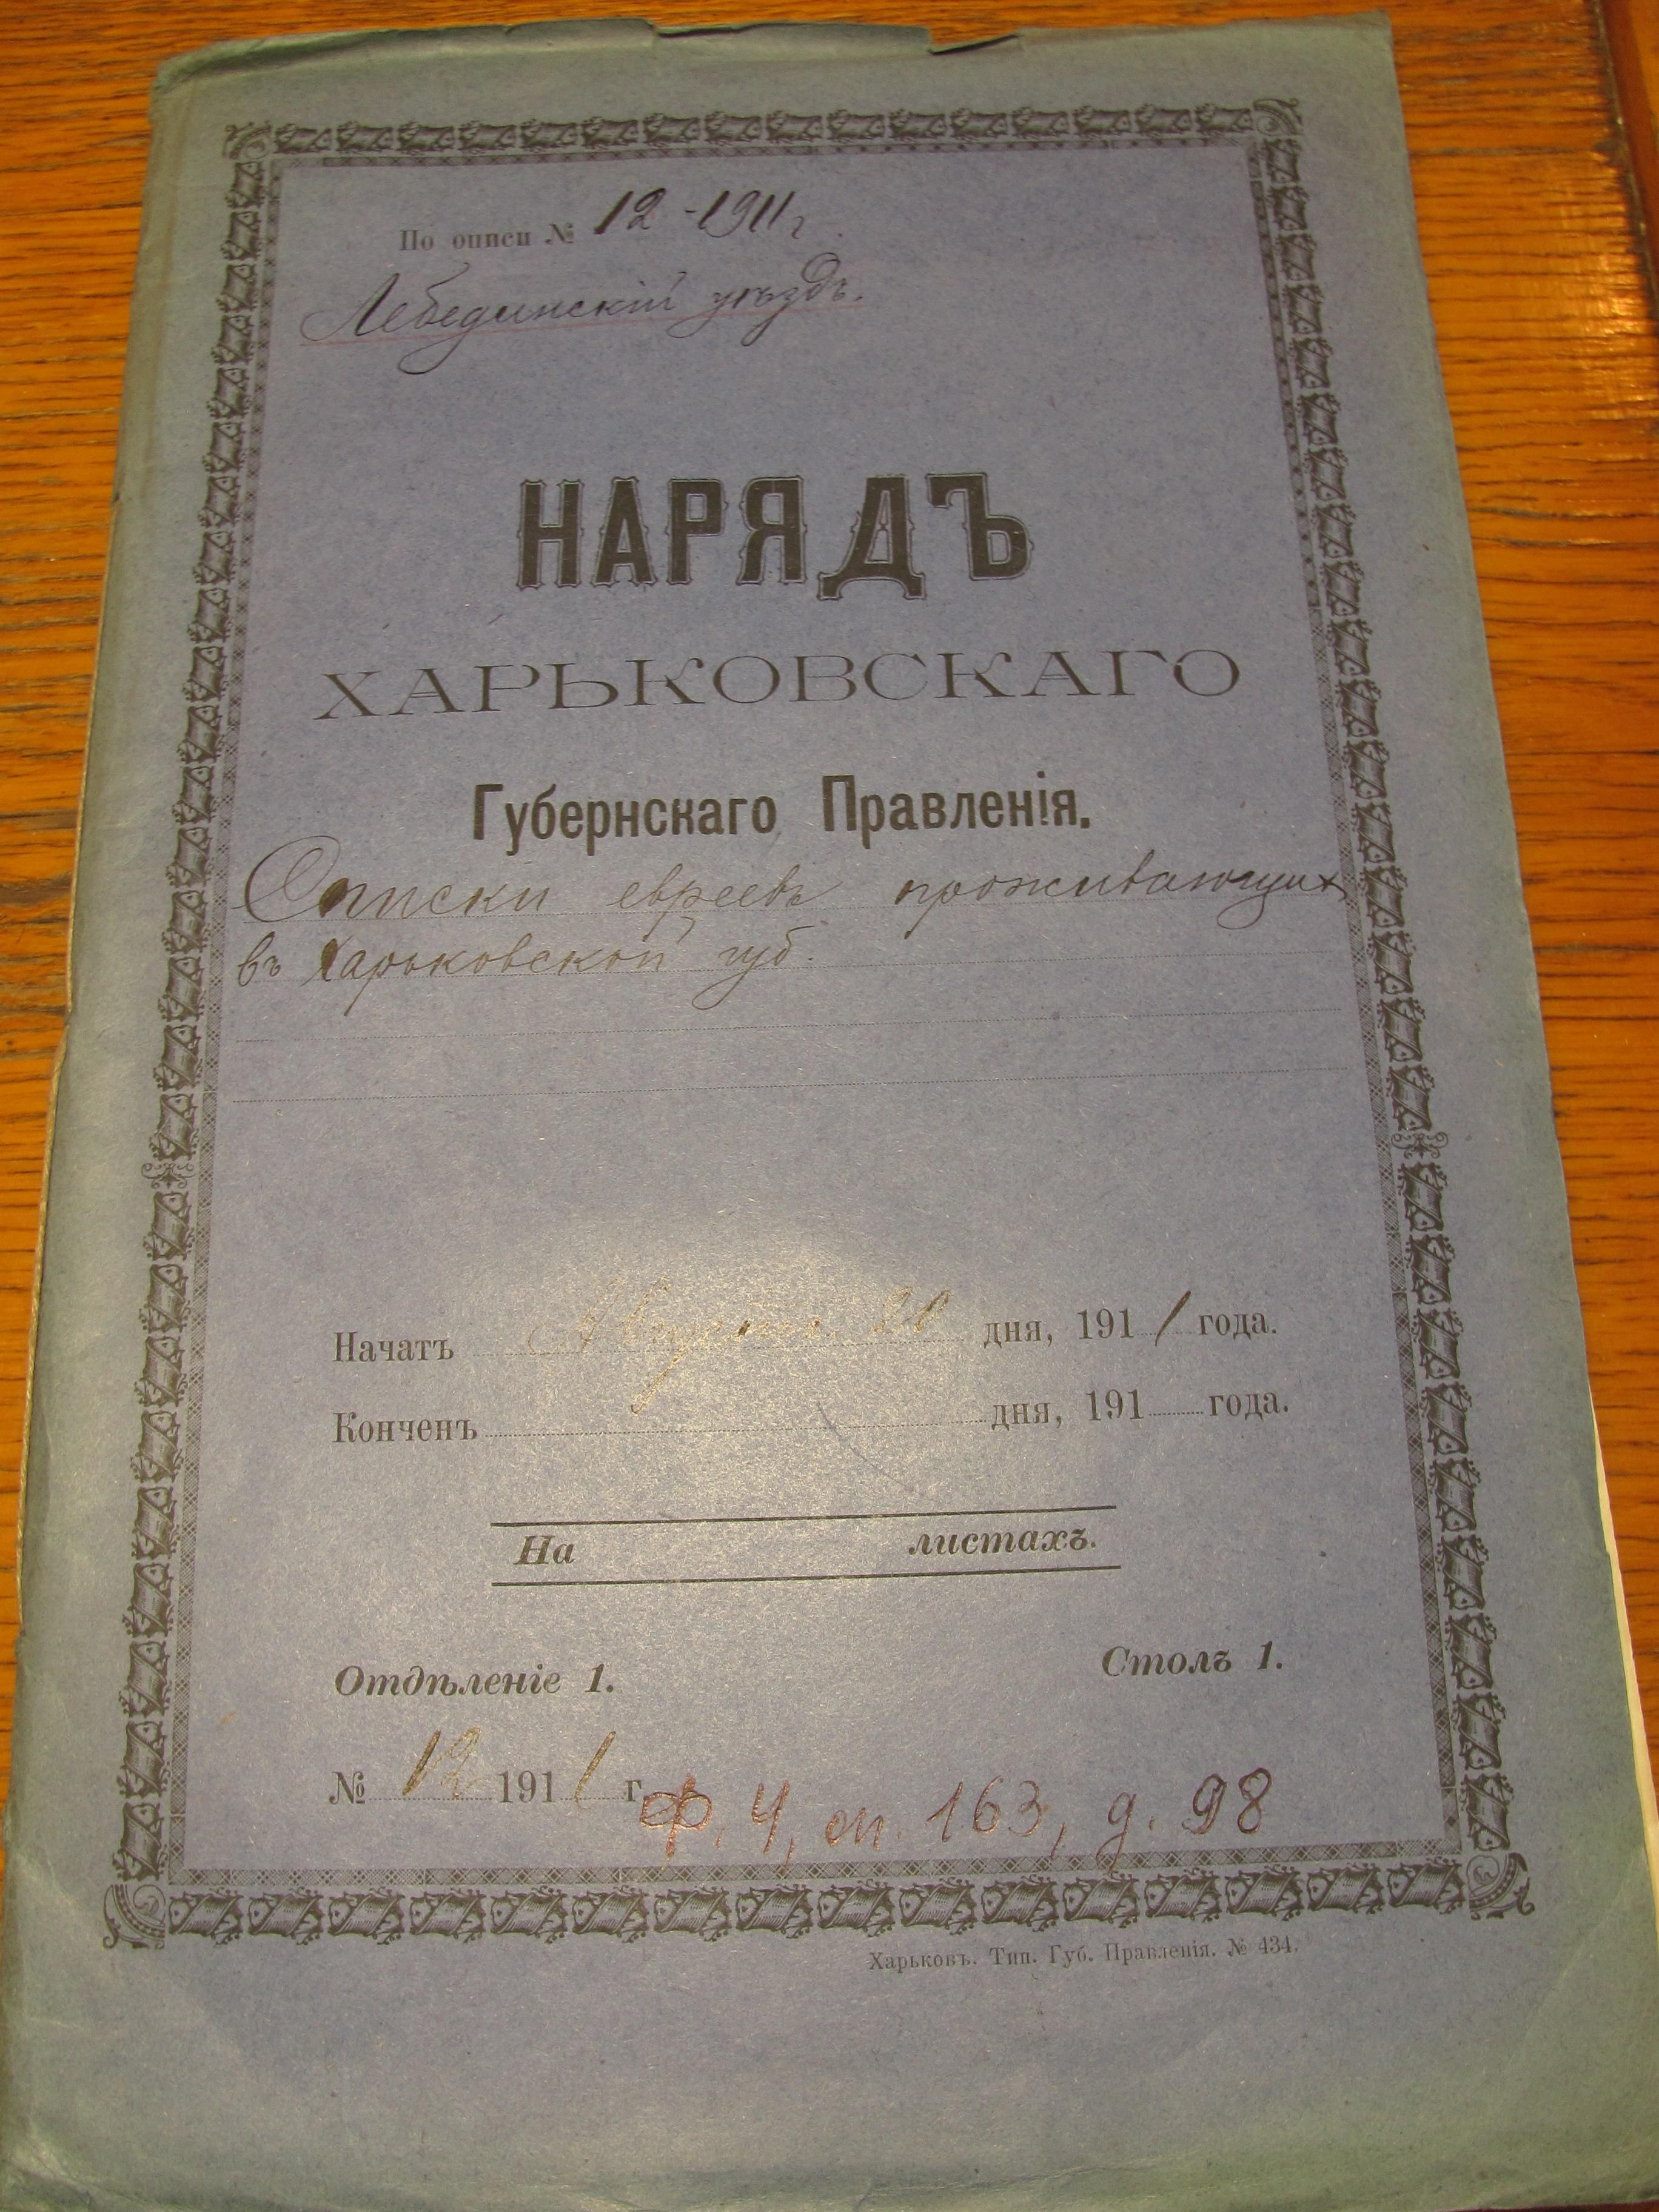 По описи № 12 - 1911 г.
Лебединскій уѣздъ.
НАРЯДЪ
ХАРЬКОВСКАГО
Губернскаго Правленія.
Списки евреевъ проживающих
въ Харьковской губ.
Начатъ Августа 20 дня, 1911 года.
Конченъ дня, 191 года.
На листахъ.
Отдѣленіе 1. Столъ 1.
№ 12 1911 г.
Ф. 4, оп. 163, д. 98
Харьковъ. Тип. Губ. Правленія. № 434.